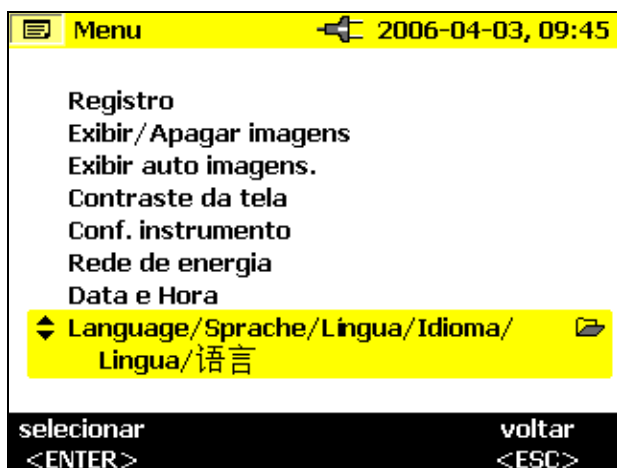 Menu 2006-04-03, 09:45
Registro
Exibir/Apagar imagens
Exibir auto imagens.
Contraste da tela
Conf. instrumento
Rede de energia
Data e Hora
Language/Sprache/Língua/Idioma/
Lingua/语言
selecionar voltar
<ENTER> <ESC>